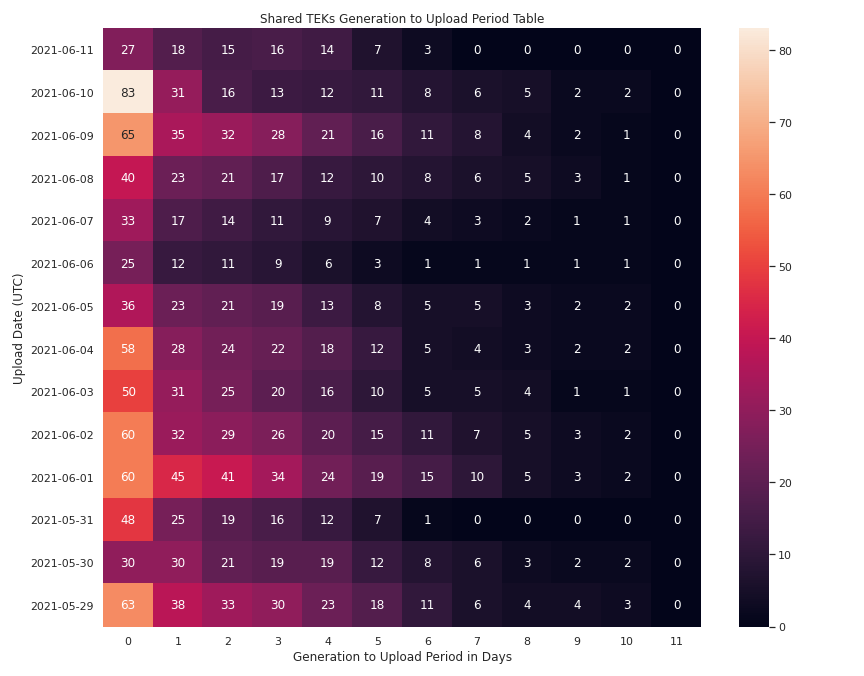 Shared TEKs Generation to Upload Period Table
Upload Date (UTC)
2021-06-11 27 18 15 16 14 7 3 0 0 0 0 0
2021-06-10 83 31 16 13 12 11 8 6 5 2 2 0
2021-06-09 65 35 32 28 21 16 11 8 4 2 1 0
2021-06-08 40 23 21 17 12 10 8 6 5 3 1 0
2021-06-07 33 17 14 11 9 7 4 3 2 1 1 0
2021-06-06 25 12 11 9 6 3 1 1 1 1 1 0
2021-06-05 36 23 21 19 13 8 5 5 3 2 2 0
2021-06-04 58 28 24 22 18 12 5 4 3 2 2 0
2021-06-03 50 31 25 20 16 10 5 5 4 1 1 0
2021-06-02 60 32 29 26 20 15 11 7 5 3 2 0
2021-06-01 60 45 41 34 24 19 15 10 5 3 2 0
2021-05-31 48 25 19 16 12 7 1 0 0 0 0 0
2021-05-30 30 30 21 19 19 12 8 6 3 2 2 0
2021-05-29 63 38 33 30 23 18 11 6 4 4 3 0
0 1 2 3 4 5 6 7 8 9 10 11
Generation to Upload Period in Days
80
70
60
50
40
30
20
10
0